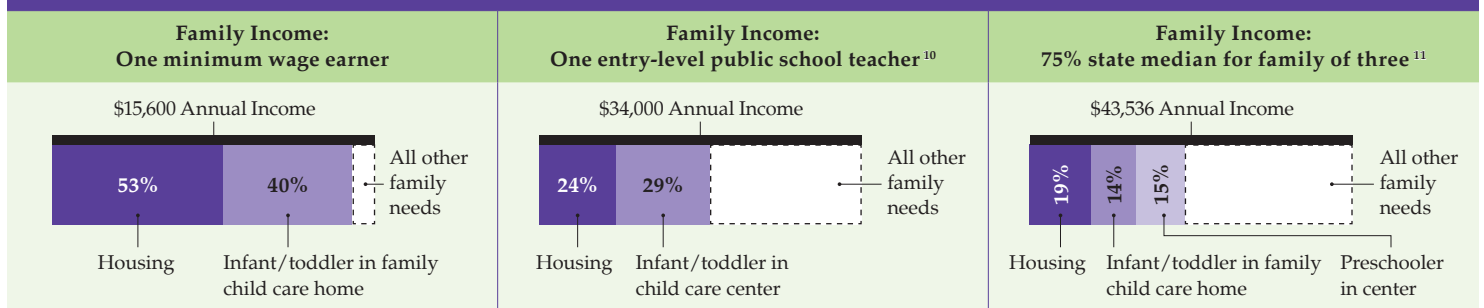 Family Income:
One minimum wage earner
$15,600 Annual Income
53%
40%
All other
family
needs
Housing
Infant/toddler in family
child care home
Family Income:
One entry-level public school teacher 10
$34,000 Annual Income
24%
29%
All other
family
needs
Housing
Infant/toddler in
child care center
Family Income:
75% state median for family of three 11
$43,536 Annual Income
19%
14%
15%
All other
family
needs
Housing
Infant/toddler in family
child care home
Preschooler
in center